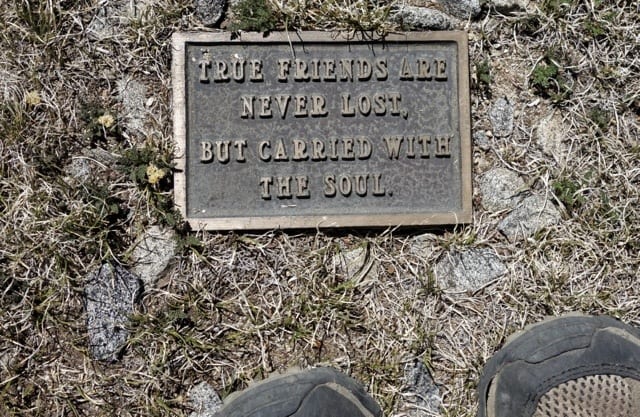 TRUE FRIENDS ARE
NEVER LOST,
BUT CARRIED WITH
THE SOUL.